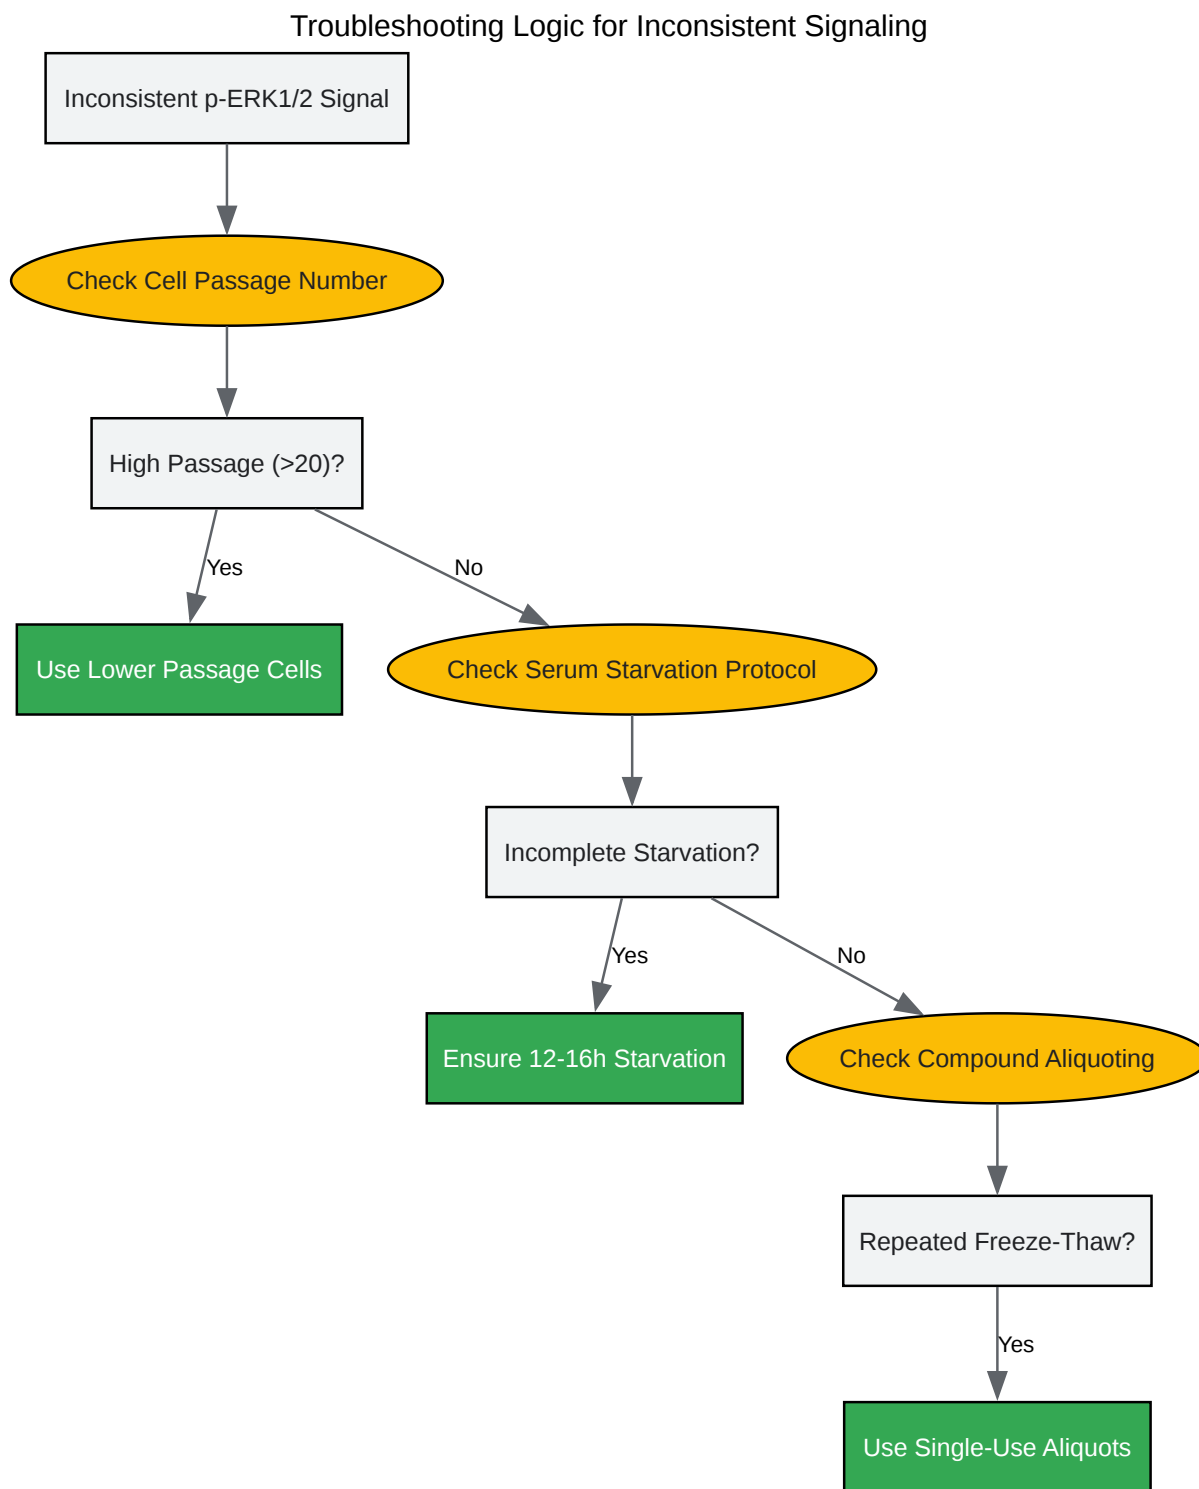 Troubleshooting Logic for Inconsistent Signaling
Inconsistent p-ERK1/2 Signal
Check Cell Passage Number
High Passage (>20)?
Yes
No
Use Lower Passage Cells
Check Serum Starvation Protocol
Incomplete Starvation?
Yes
No
Ensure 12-16h Starvation
Check Compound Aliquoting
Repeated Freeze-Thaw?
Yes
Use Single-Use Aliquots